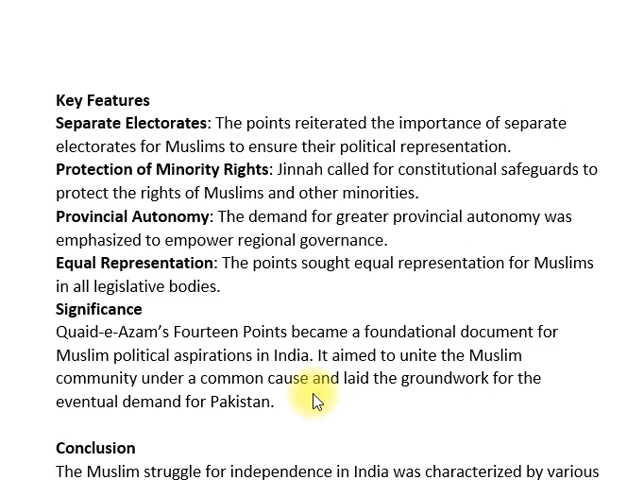 Key Features
Separate Electorates: The points reiterated the importance of separate
electorates for Muslims to ensure their political representation.
Protection of Minority Rights: Jinnah called for constitutional safeguards to
protect the rights of Muslims and other minorities.
Provincial Autonomy: The demand for greater provincial autonomy was
emphasized to empower regional governance.
Equal Representation: The points sought equal representation for Muslims
in all legislative bodies.
Significance
Quaid-e-Azam’s Fourteen Points became a foundational document for
Muslim political aspirations in India. It aimed to unite the Muslim
community under a common cause and laid the groundwork for the
eventual demand for Pakistan.
Conclusion
The Muslim struggle for independence in India was characterized by various